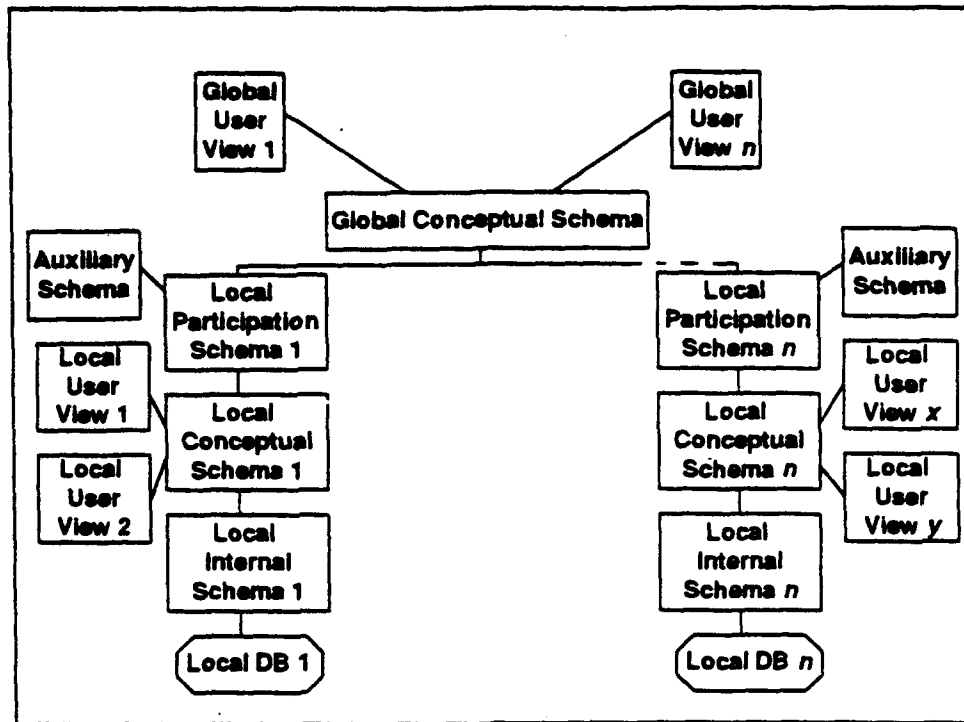 Global
User
View 1
Global
User
View n
Global Conceptual Schema
Auxiliary
Schema
Local
Participation
Schema 1
Local
User
View 1
Local
Conceptual
Schema 1
Local
User
View 2
Local
Internal
Schema 1
Local DB 1
Auxiliary
Schema
Local
Participation
Schema n
Local
User
View x
Local
Conceptual
Schema n
Local
User
View y
Local
Internal
Schema n
Local DB n